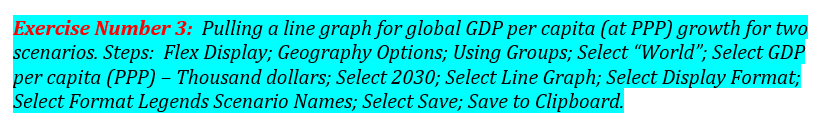 Exercise Number 3:  Pulling a line graph for global GDP per capita (at PPP) growth for two
scenarios. Steps:  Flex Display; Geography Options; Using Groups; Select “World”; Select GDP
per capita (PPP) – Thousand dollars; Select 2030; Select Line Graph; Select Display Format;
Select Format Legends Scenario Names; Select Save; Save to Clipboard.